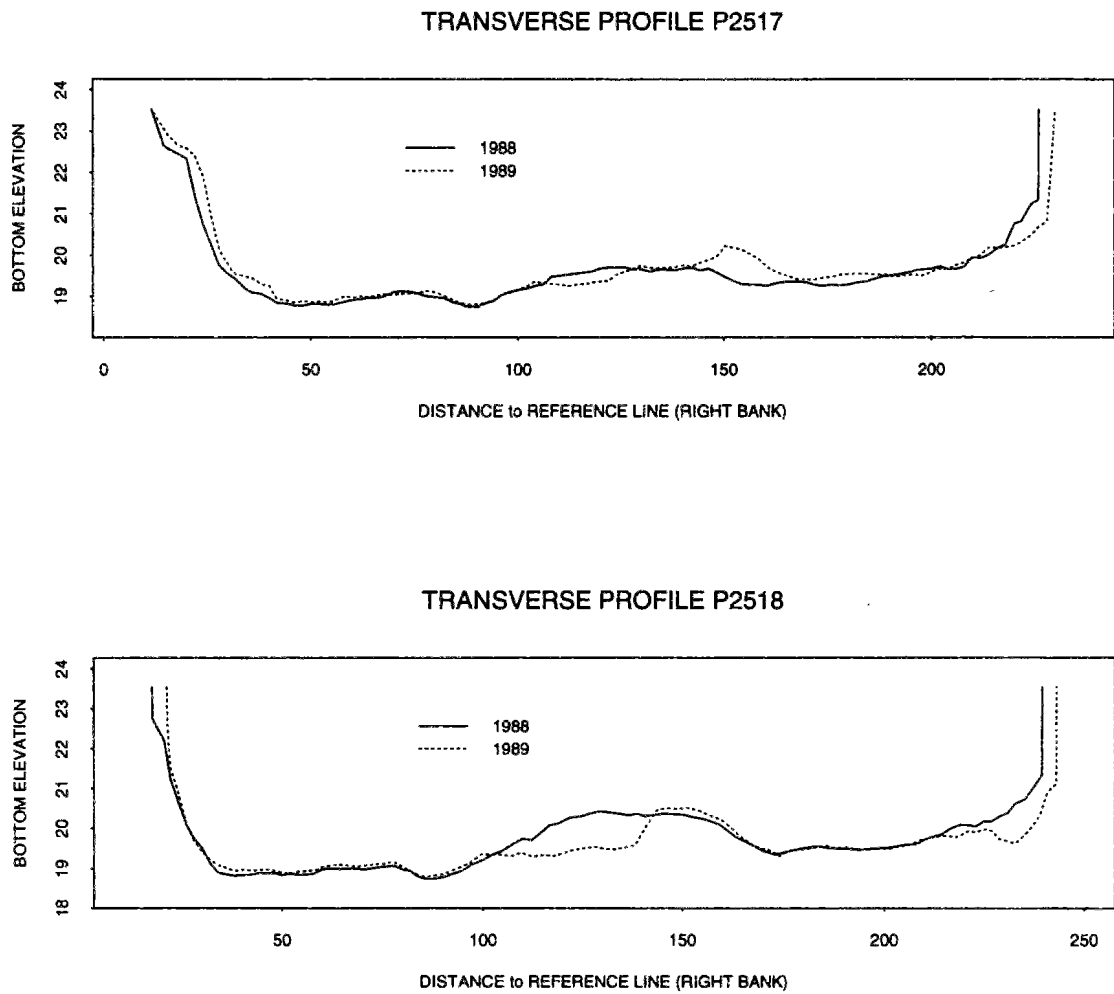 TRANSVERSE PROFILE P2517
BOTTOM ELEVATION
24
23
22
21
20
19
1988
1989
0 50 100 150 200
DISTANCE to REFERENCE LINE (RIGHT BANK)
TRANSVERSE PROFILE P2518
BOTTOM ELEVATION
24
23
22
21
20
19
18
1988
1989
50 100 150 200 250
DISTANCE to REFERENCE LINE (RIGHT BANK)